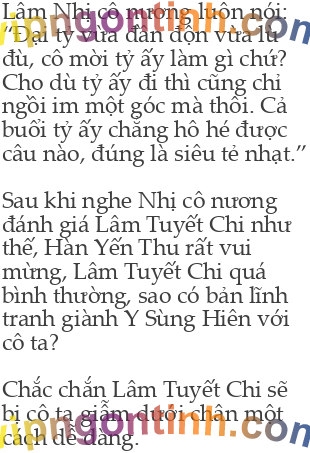 Lâm Nhị cô nương luôn nói:
“Đại tỷ vừa đần độn vừa lù
đù, cô mời tỷ ấy làm gì chứ?
Cho dù tỷ ấy đi thì cũng chỉ
ngồi im một góc mà thôi. Cả
buổi tỷ ấy chẳng hô hé được
câu nào, đúng là siêu tẻ nhạt.”
Sau khi nghe Nhị cô nương
đánh giá Lâm Tuyết Chi như
thế, Hàn Yến Thu rất vui
mừng, Lâm Tuyết Chi quá
bình thường, sao có bản lĩnh
tranh giành Y Sùng Hiên với
cô ta?
Chắc chắn Lâm Tuyết Chi sẽ
bị cô ta giẫm dưới chân một
cách dễ dàng.
vipngontinh.com
vipngontinh.com